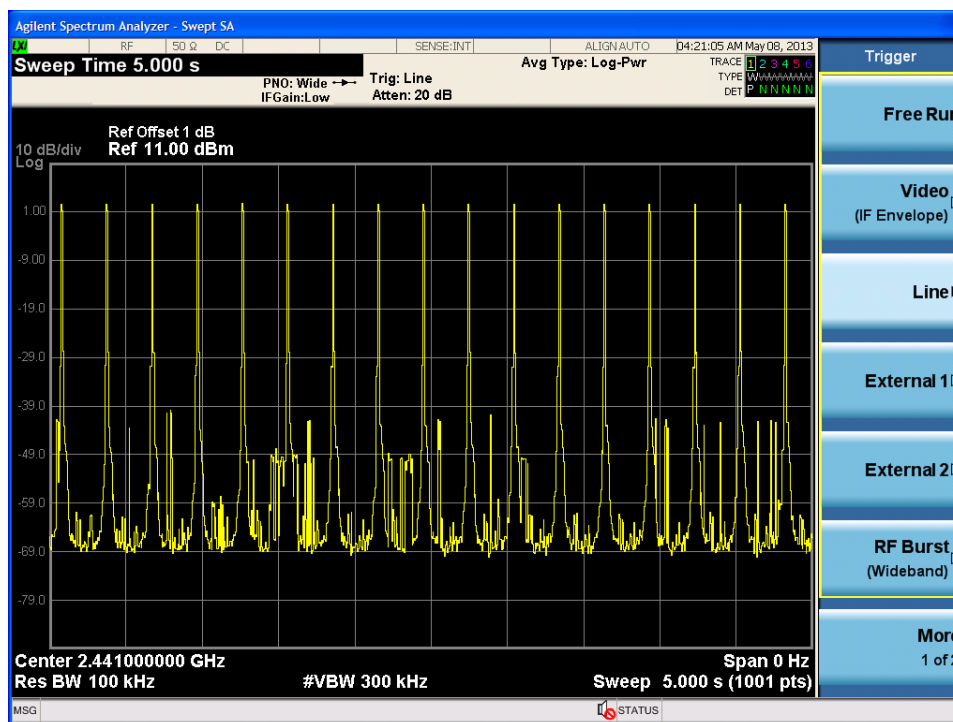 Agilent Spectrum Analyzer - Swept SA
LXI RF 50 Ω DC SENSE:INT ALIGN AUTO 04:21:05 AM May 08, 2013
Sweep Time 5.000 s
PNO: Wide
IFGain:Low
Trig: Line
Atten: 20 dB
Avg Type: Log-Pwr
TRACE 1 2 3 4 5 6
TYPE W
DET P N N N N N
Ref Offset 1 dB
10 dB/div Ref 11.00 dBm
Log
1.00
-9.00
-19.0
-29.0
-39.0
-49.0
-59.0
-69.0
-79.0
Center 2.441000000 GHz Span 0 Hz
Res BW 100 kHz #VBW 300 kHz Sweep 5.000 s (1001 pts)
MSG STATUS
Trigger
Free Ru
Video
(IF Envelope)
Line
External 1
External 2
RF Burst
(Wideband)
Mor
1 of